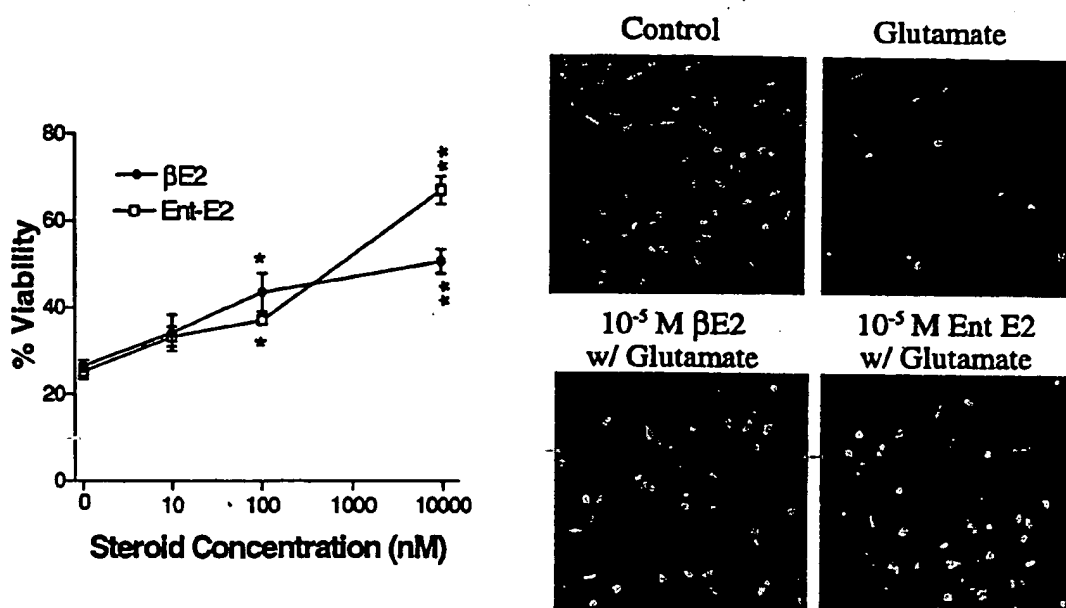 % Viability
80
60
40
20
0
βE2
Ent-E2
*
*
**
**
0 10 100 1000 10000
Steroid Concentration (nM)
Control
Glutamate
10⁻⁵ M βE2
w/ Glutamate
10⁻⁵ M Ent E2
w/ Glutamate